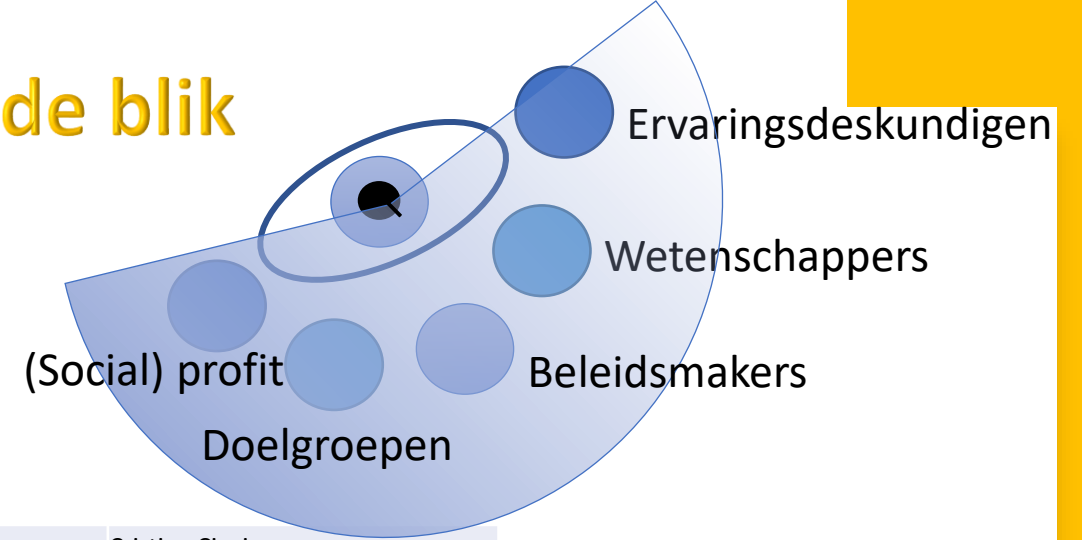 de blik
Ervaringsdeskundigen
Wetenschappers
(Social) profit
Beleidsmakers
Doelgroepen